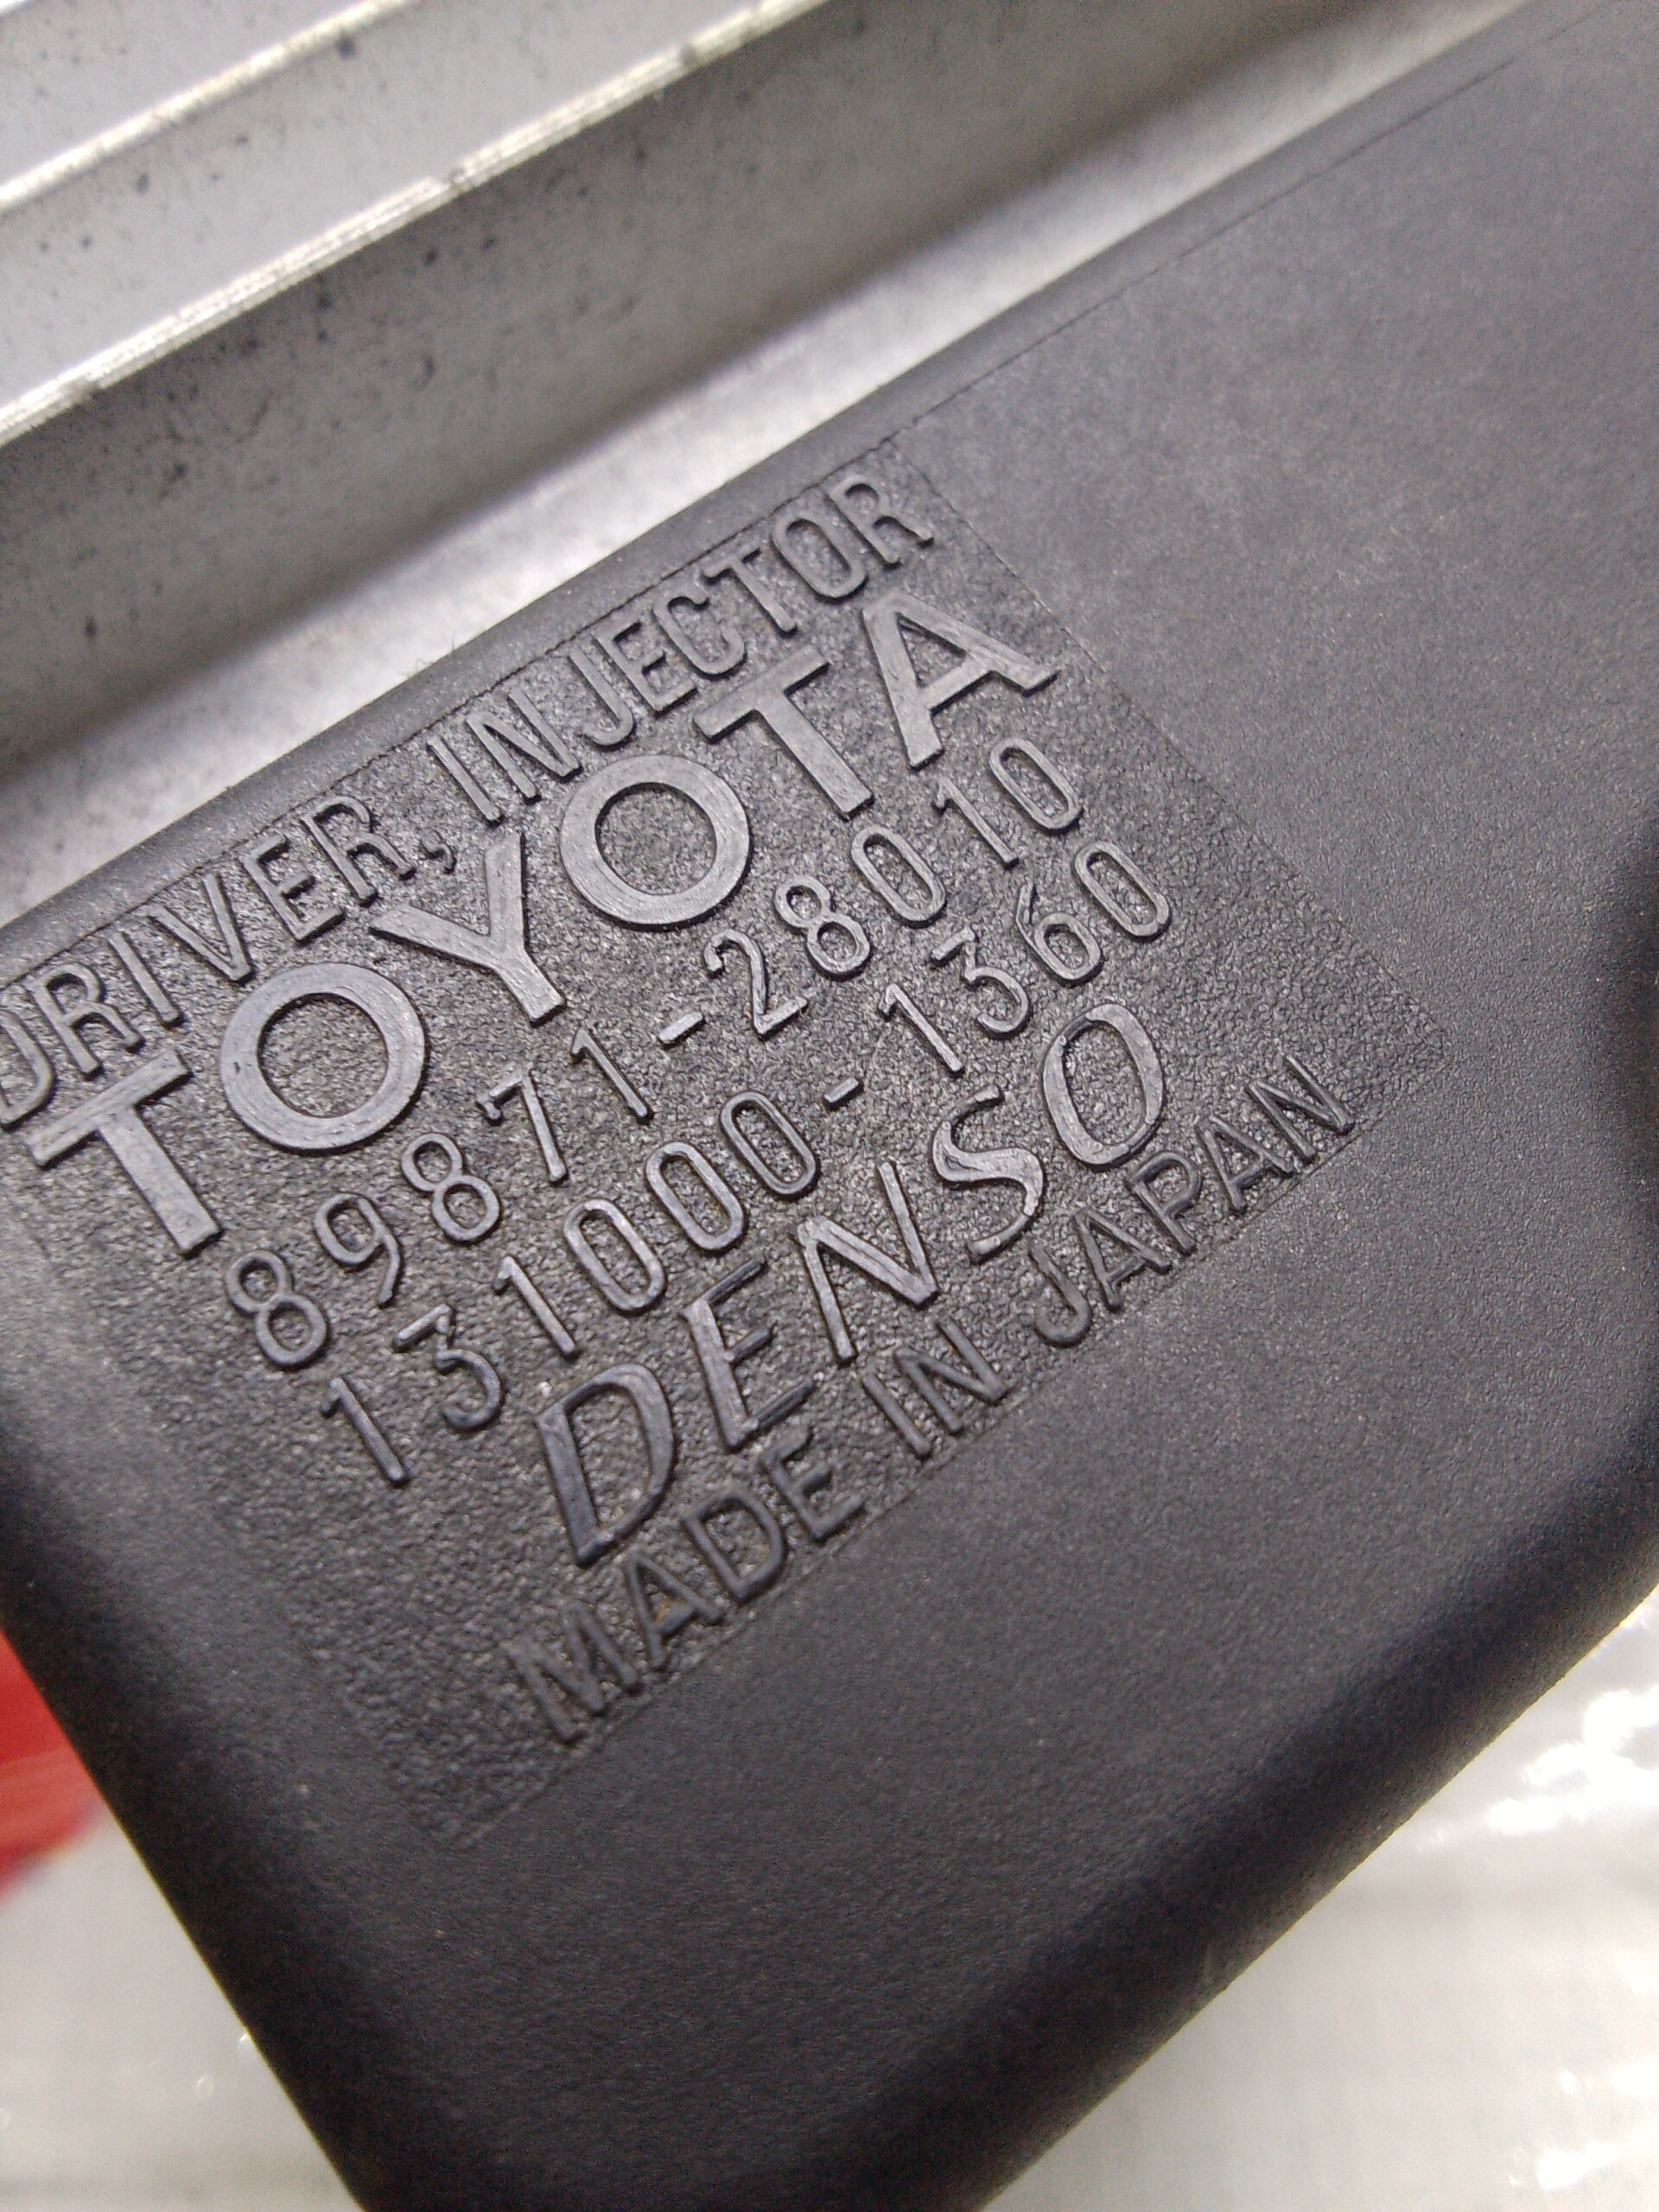 DRIVER, INJECTOR
TOYOTA
89871-28010
131000-1360
DENSO
MADE IN JAPAN